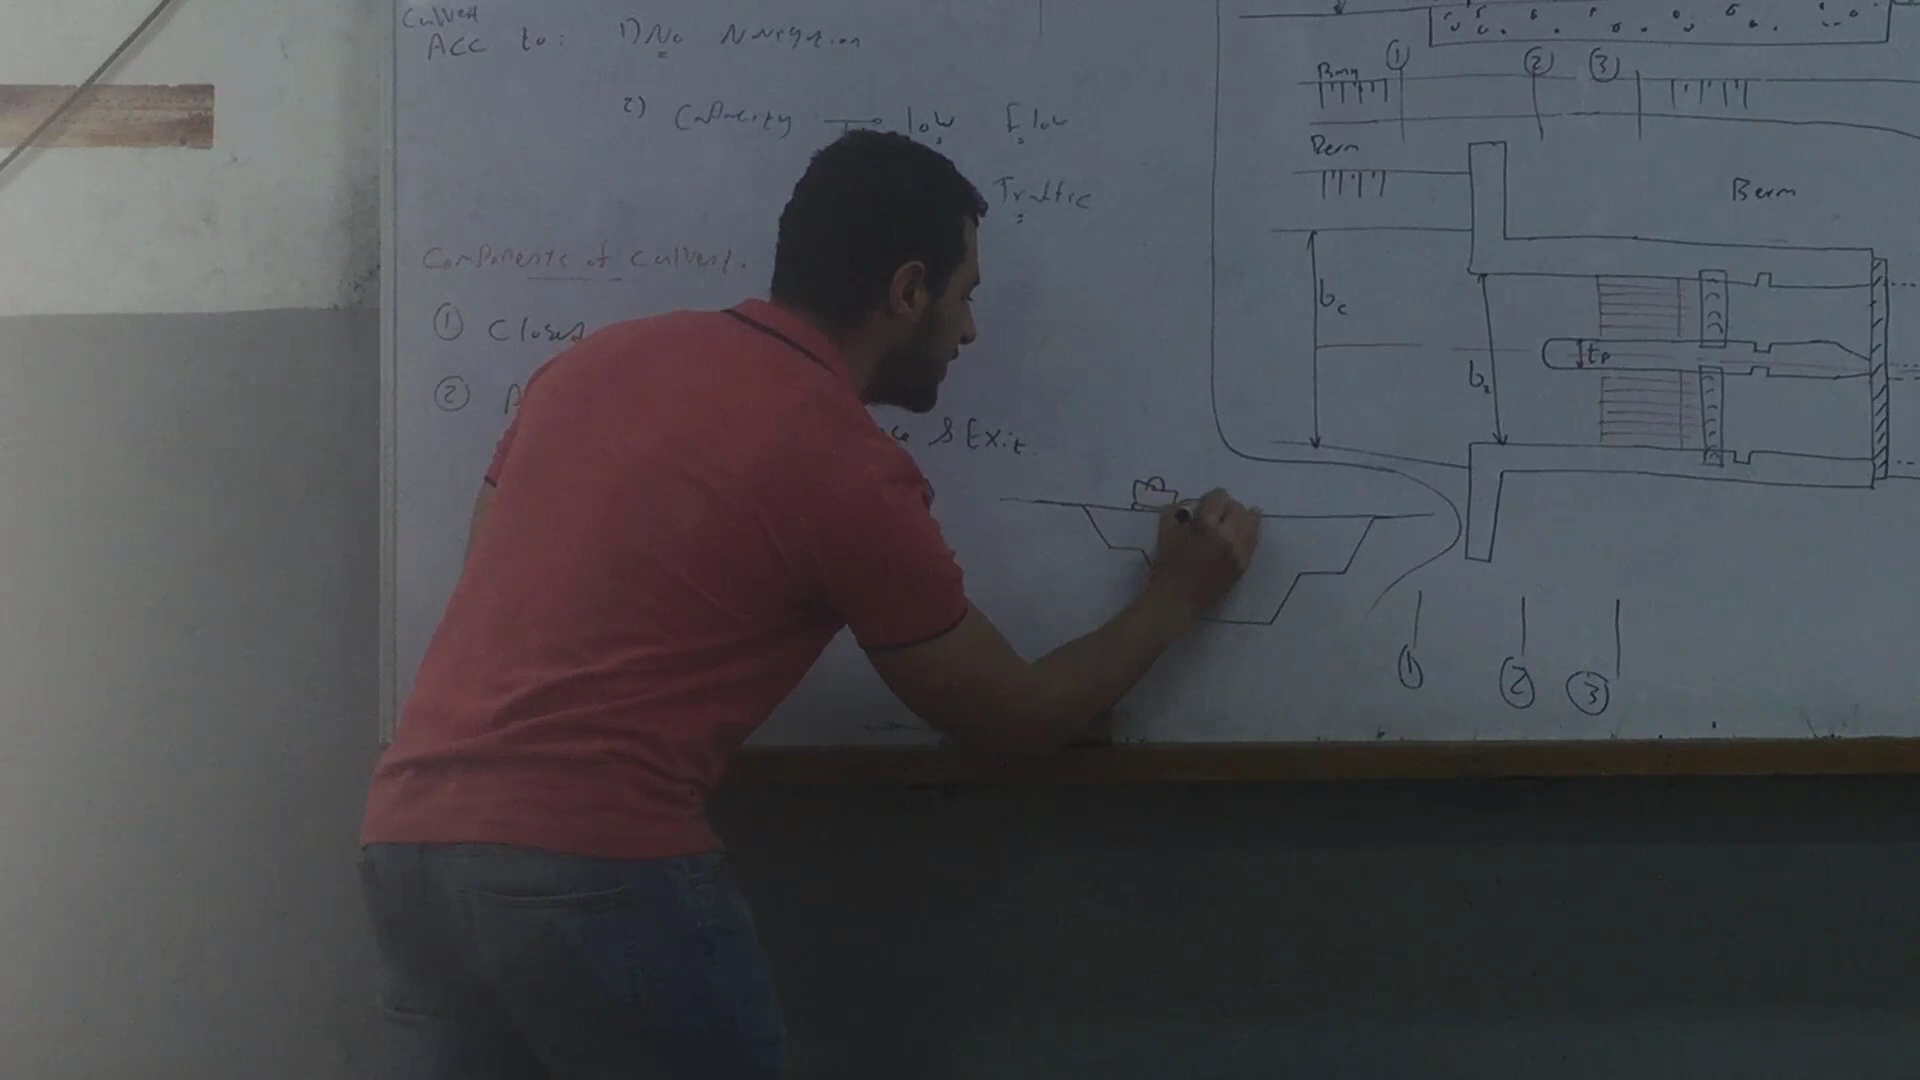 Culvert
Acc to: 1) No Navigation
2) Capacity → low flow
Traffic
Components of Culvert.
① Closed
② A
& Exit
① ② ③
Berm
Berm
Berm
bc
tp
b2
① ② ③